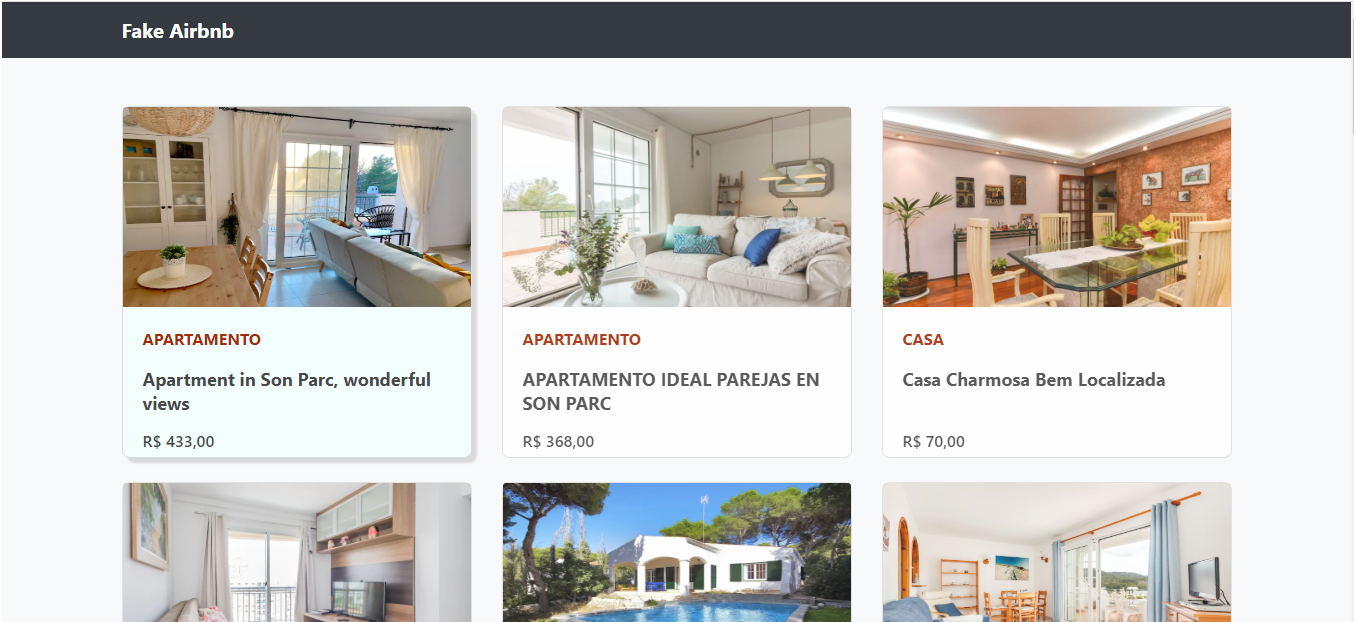 Fake Airbnb
APARTAMENTO
Apartment in Son Parc, wonderful
views
R$ 433,00
APARTAMENTO
APARTAMENTO IDEAL PAREJAS EN
SON PARC
R$ 368,00
CASA
Casa Charmosa Bem Localizada
R$ 70,00